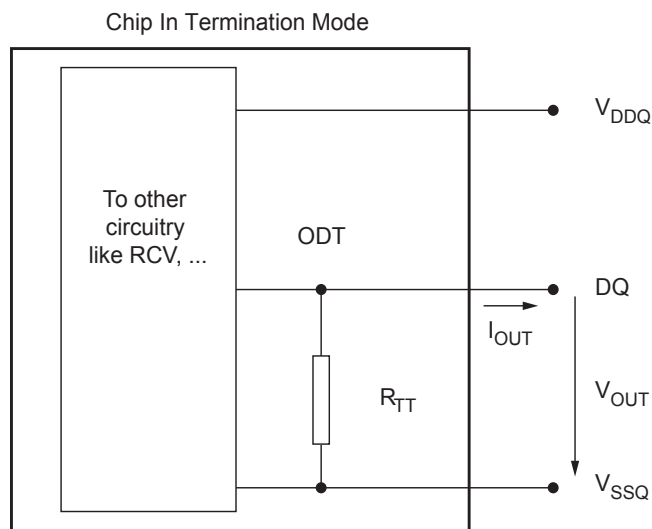 Chip In Termination Mode
V_DDQ
To other
circuitry
like RCV, ...
ODT
DQ
I_OUT
R_TT
V_OUT
V_SSQ